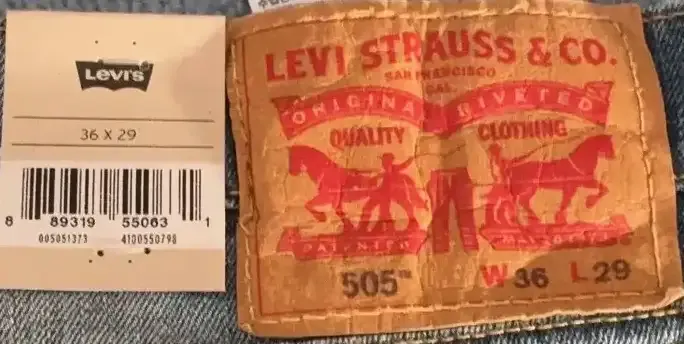 Levi's
36 X 29
8 89319 55063 1
005051373 4100550798
LEVI STRAUSS & CO.
SAN FRANCISCO
CAL.
ORIGINAL RIVETED
QUALITY CLOTHING
505™ W 36 L 29